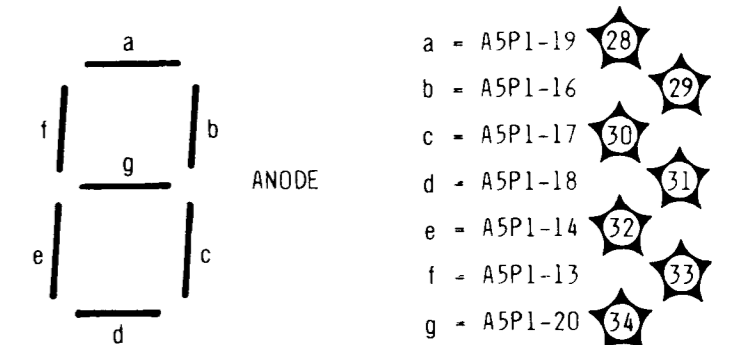 a
f
b
g
ANODE
e
c
d
a = A5P1-19 28
b = A5P1-16 29
c = A5P1-17 30
d = A5P1-18 31
e = A5P1-14 32
f = A5P1-13 33
g = A5P1-20 34